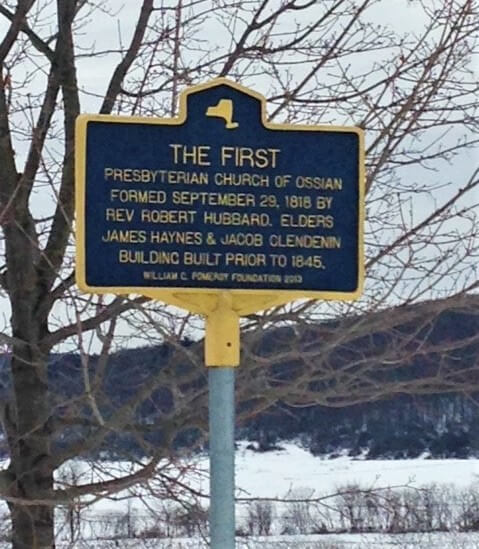 THE FIRST
PRESBYTERIAN CHURCH OF OSSIAN
FORMED SEPTEMBER 29, 1818 BY
REV ROBERT HUBBARD. ELDERS
JAMES HAYNES & JACOB CLENDENIN
BUILDING BUILT PRIOR TO 1845.
WILLIAM C. POMEROY FOUNDATION 2013